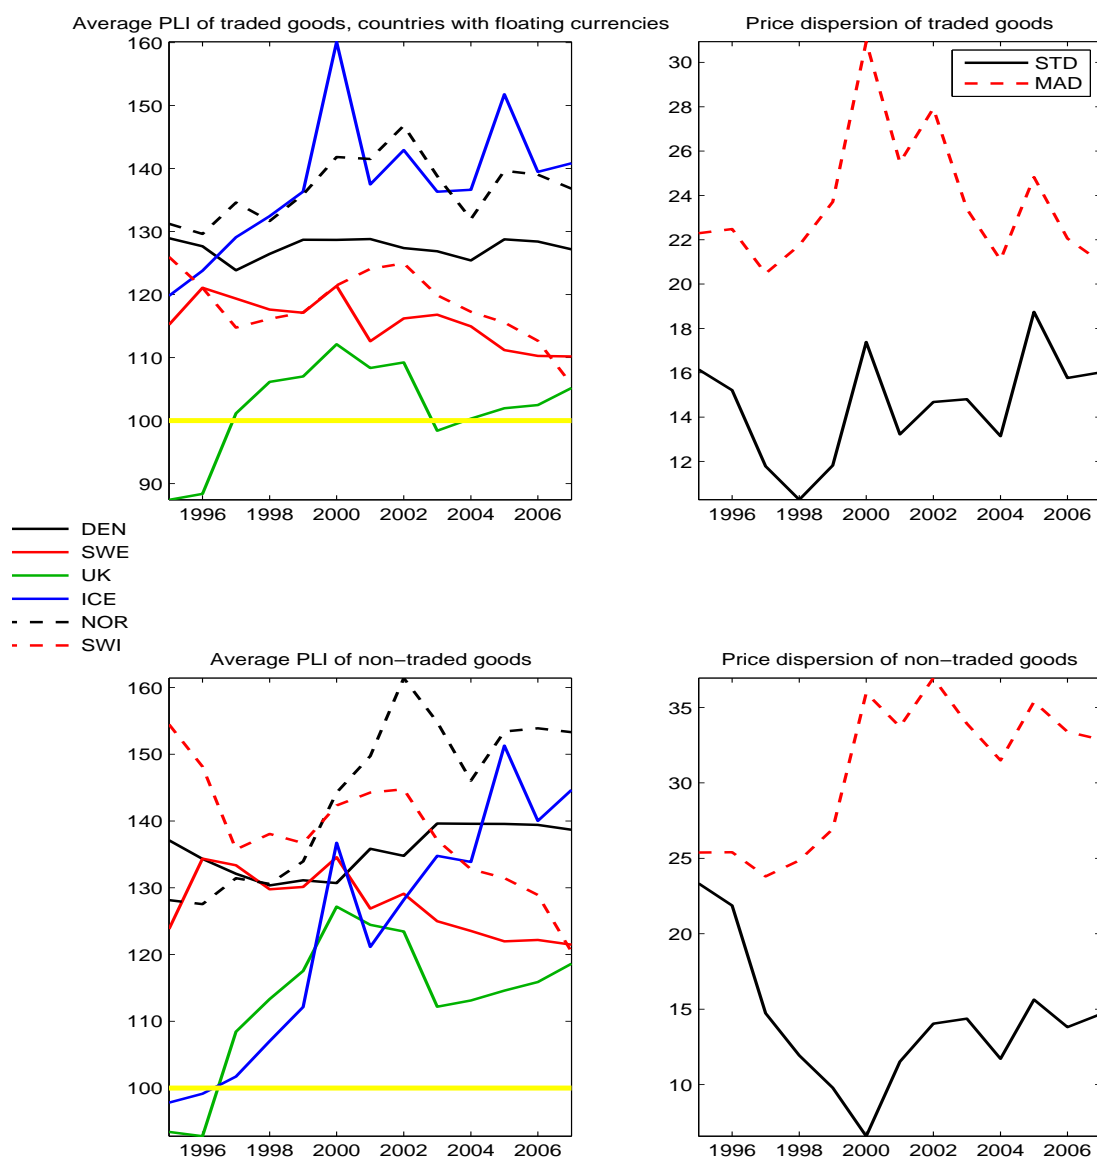 Average PLI of traded goods, countries with floating currencies
160
150
140
130
120
110
100
90
1996 1998 2000 2002 2004 2006
Price dispersion of traded goods
30
28
26
24
22
20
18
16
14
12
STD
MAD
1996 1998 2000 2002 2004 2006
DEN
SWE
UK
ICE
NOR
SWI
Average PLI of non−traded goods
160
150
140
130
120
110
100
1996 1998 2000 2002 2004 2006
Price dispersion of non−traded goods
35
30
25
20
15
10
1996 1998 2000 2002 2004 2006